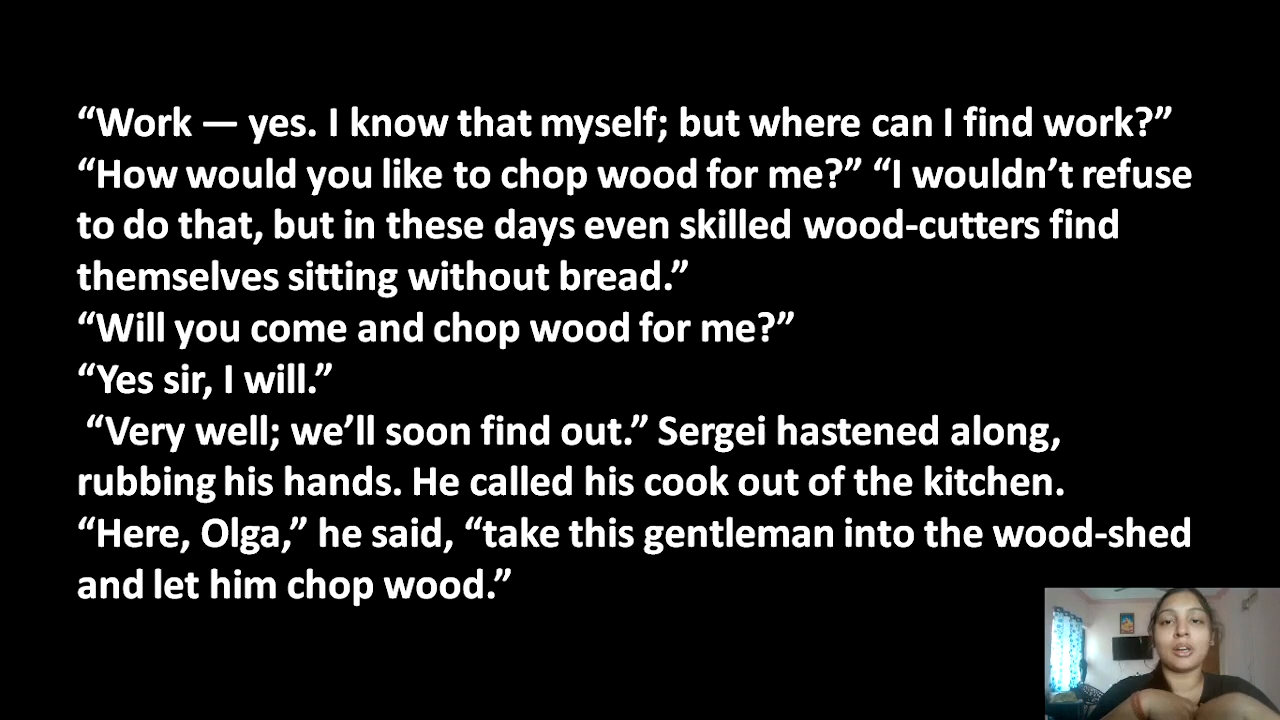 “Work — yes. I know that myself; but where can I find work?”
“How would you like to chop wood for me?” “I wouldn’t refuse
to do that, but in these days even skilled wood-cutters find
themselves sitting without bread.”
“Will you come and chop wood for me?”
“Yes sir, I will.”
“Very well; we’ll soon find out.” Sergei hastened along,
rubbing his hands. He called his cook out of the kitchen.
“Here, Olga,” he said, “take this gentleman into the wood-shed
and let him chop wood.”